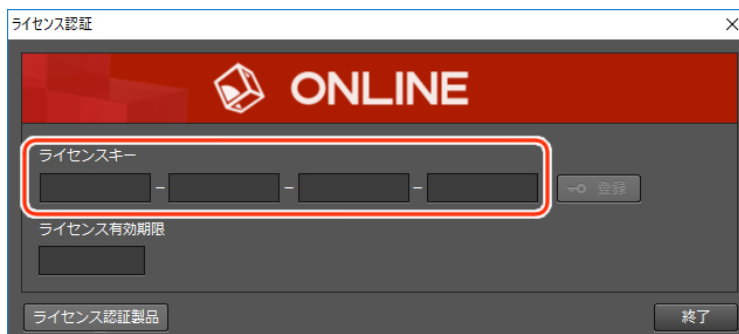 ライセンス認証
ONLINE
ライセンスキー
- - -
登録
ライセンス有効期限
ライセンス認証製品
終了